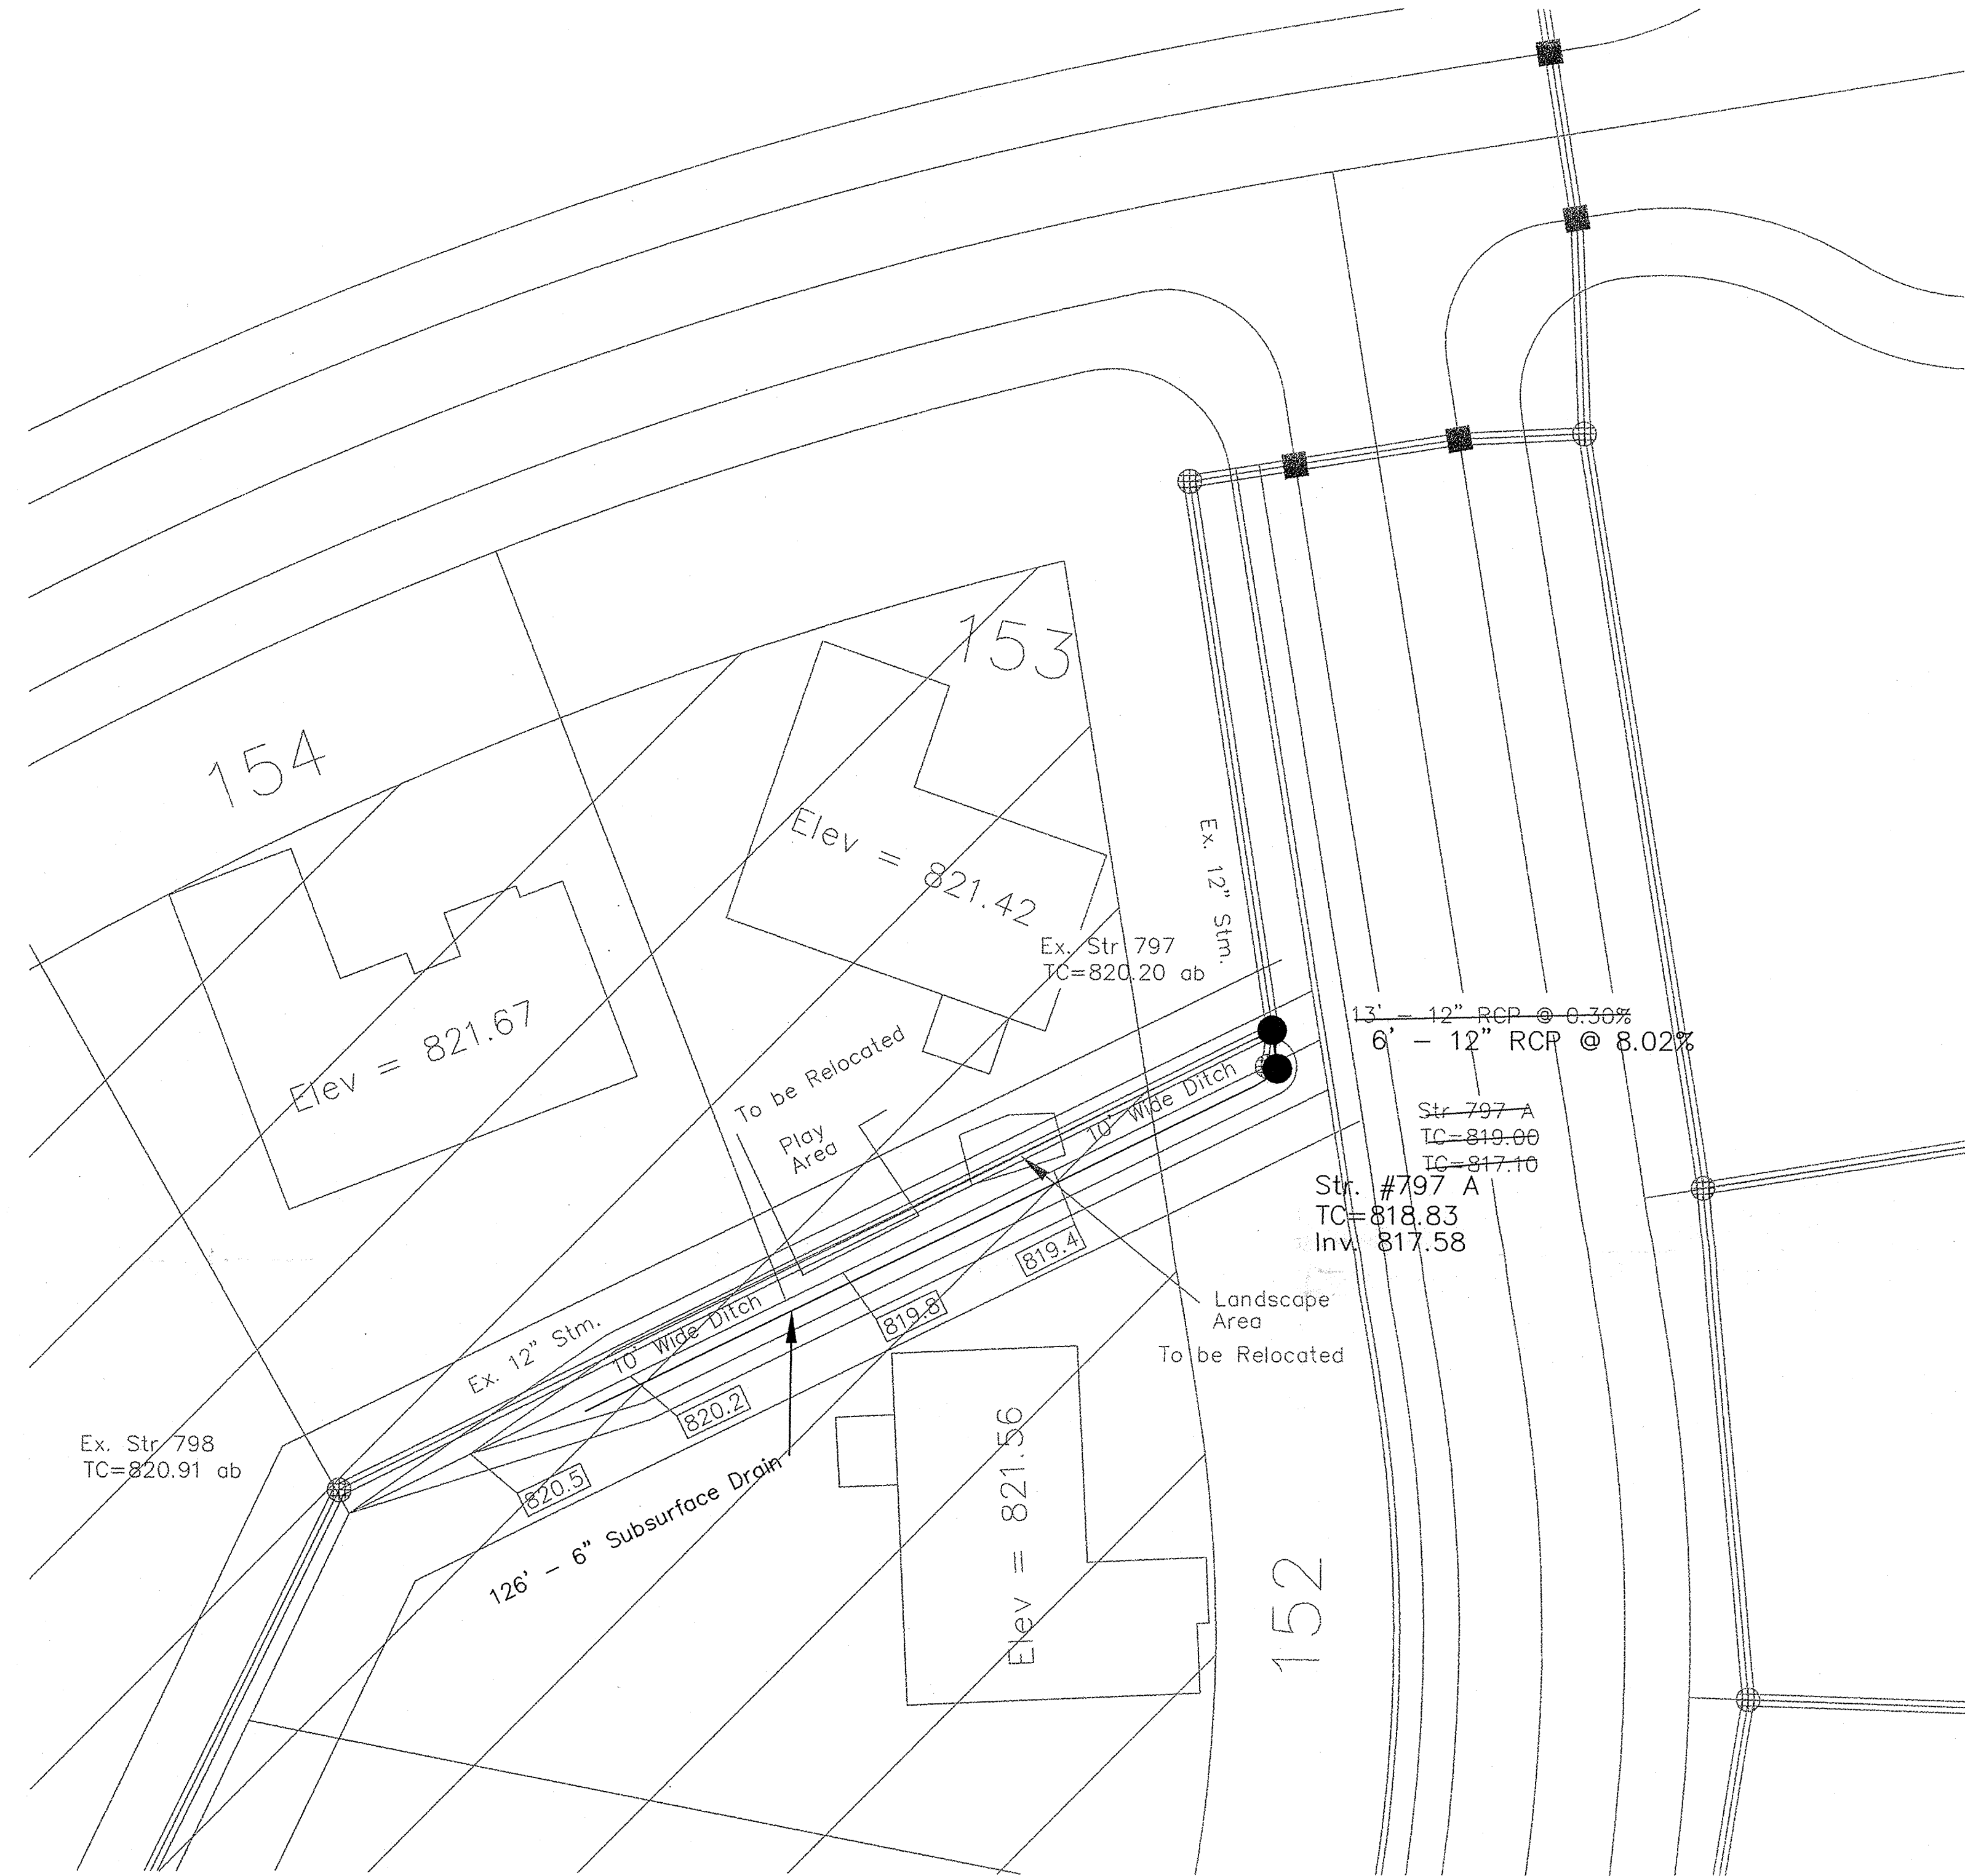 153
154
Elev = 821.42
Ex. 12" Stm.
Ex. Str 797
TC=820.20 ab
Elev = 821.67
13' - 12" RCP @ 0.30%
6' - 12" RCP @ 8.02%
To be Relocated
Play
Area
10' Wide Ditch
Str 797 A
TC=819.00
TC=817.10
Str. #797 A
TC=818.83
Inv. 817.58
819.4
819.8
Landscape
Area
To be Relocated
10' Wide Ditch
Ex. 12" Stm.
820.2
Ex. Str 798
TC=820.91 ab
820.5
126' - 6" Subsurface Drain
Elev = 821.56
152